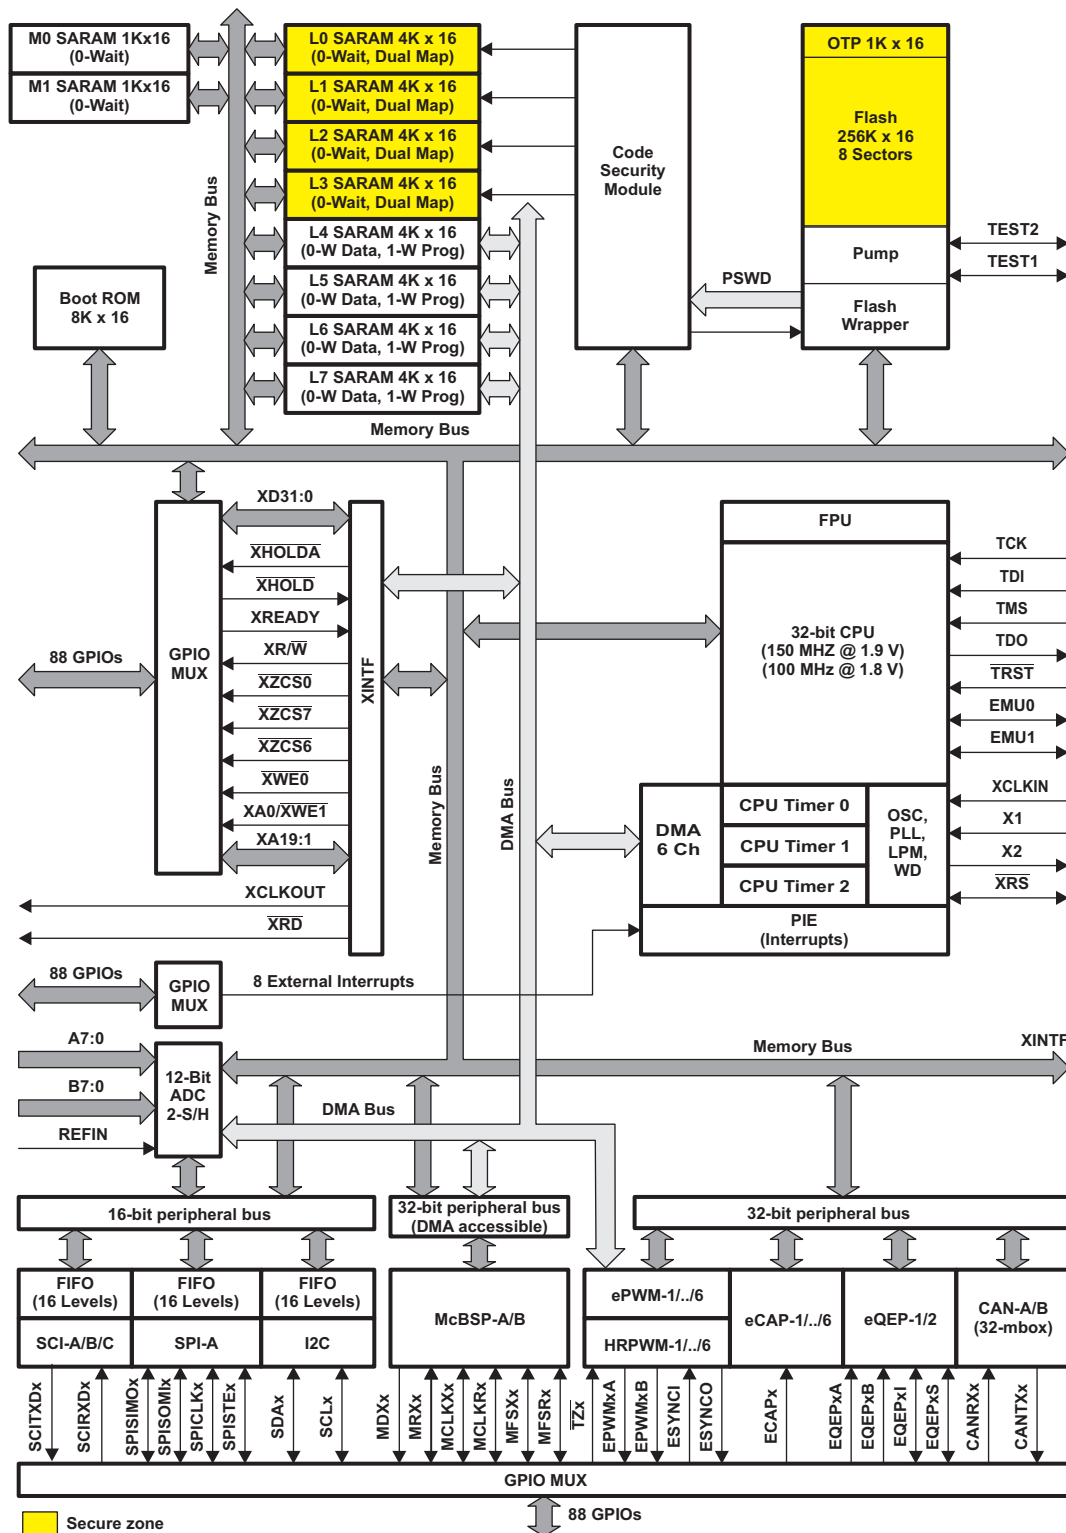 M0 SARAM 1Kx16
(0-Wait)
M1 SARAM 1Kx16
(0-Wait)
L0 SARAM 4K x 16
(0-Wait, Dual Map)
L1 SARAM 4K x 16
(0-Wait, Dual Map)
L2 SARAM 4K x 16
(0-Wait, Dual Map)
L3 SARAM 4K x 16
(0-Wait, Dual Map)
L4 SARAM 4K x 16
(0-W Data, 1-W Prog)
L5 SARAM 4K x 16
(0-W Data, 1-W Prog)
L6 SARAM 4K x 16
(0-W Data, 1-W Prog)
L7 SARAM 4K x 16
(0-W Data, 1-W Prog)
Memory Bus
Boot ROM
8K x 16
Code
Security
Module
OTP 1K x 16
Flash
256K x 16
8 Sectors
Pump
Flash
Wrapper
TEST2
TEST1
PSWD
Memory Bus
XD31:0
XHOLDA
XHOLD
XREADY
XR/W
XZCS0
XZCS7
XZCS6
XWE0
XA0/XWE1
XA19:1
XCLKOUT
XRD
88 GPIOs
GPIO
MUX
XINTF
Memory Bus
DMA Bus
FPU
32-bit CPU
(150 MHZ @ 1.9 V)
(100 MHz @ 1.8 V)
TCK
TDI
TMS
TDO
TRST
EMU0
EMU1
XCLKIN
X1
X2
XRS
DMA
6 Ch
CPU Timer 0
CPU Timer 1
CPU Timer 2
OSC,
PLL,
LPM,
WD
PIE
(Interrupts)
88 GPIOs
GPIO
MUX
8 External Interrupts
A7:0
B7:0
REFIN
12-Bit
ADC
2-S/H
Memory Bus
XINTF
DMA Bus
16-bit peripheral bus
32-bit peripheral bus
(DMA accessible)
32-bit peripheral bus
FIFO
(16 Levels)
FIFO
(16 Levels)
FIFO
(16 Levels)
SCI-A/B/C
SPI-A
I2C
McBSP-A/B
ePWM-1/../6
HRPWM-1/../6
eCAP-1/../6
eQEP-1/2
CAN-A/B
(32-mbox)
SCITXDx
SCIRXDx
SPISIMOx
SPISOMIx
SPICLKx
SPISTEx
SDAx
SCLx
MDXx
MRXx
MCLKXx
MCLKRx
MFSXx
MFSRx
TZx
EPWMxA
EPWMxB
ESYNCI
ESYNCO
ECAPx
EQEPxA
EQEPxB
EQEPxI
EQEPxS
CANRXx
CANTXx
GPIO MUX
88 GPIOs
Secure zone